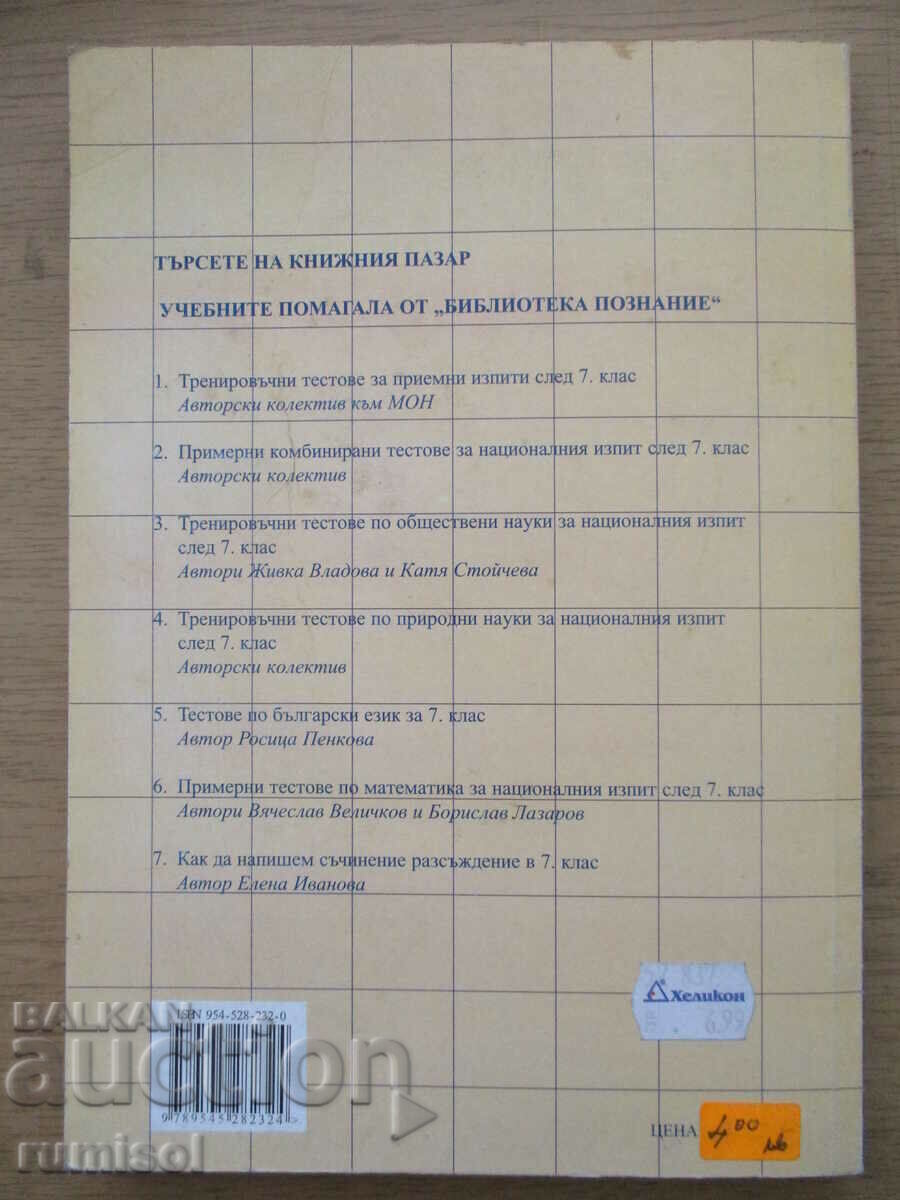 ТЪРСЕТЕ НА КНИЖНИЯ ПАЗАР
УЧЕБНИТЕ ПОМАГАЛА ОТ „БИБЛИОТЕКА ПОЗНАНИЕ“
1. Тренировъчни тестове за приемни изпити след 7. клас
Авторски колектив към МОН
2. Примерни комбинирани тестове за националния изпит след 7. клас
Авторски колектив
3. Тренировъчни тестове по обществени науки за националния изпит
след 7. клас
Автори Живка Владова и Катя Стойчева
4. Тренировъчни тестове по природни науки за националния изпит
след 7. клас
Авторски колектив
5. Тестове по български език за 7. клас
Автор Росица Пенкова
6. Примерни тестове по математика за националния изпит след 7. клас
Автори Вячеслав Величков и Борислав Лазаров
7. Как да напишем съчинение разсъждение в 7. клас
Автор Елена Иванова
Хеликон
6.99
ISBN 954-528-232-0
9 789545 282324 >
ЦЕНА 4 00 лв
BALKAN
auction
rumisol